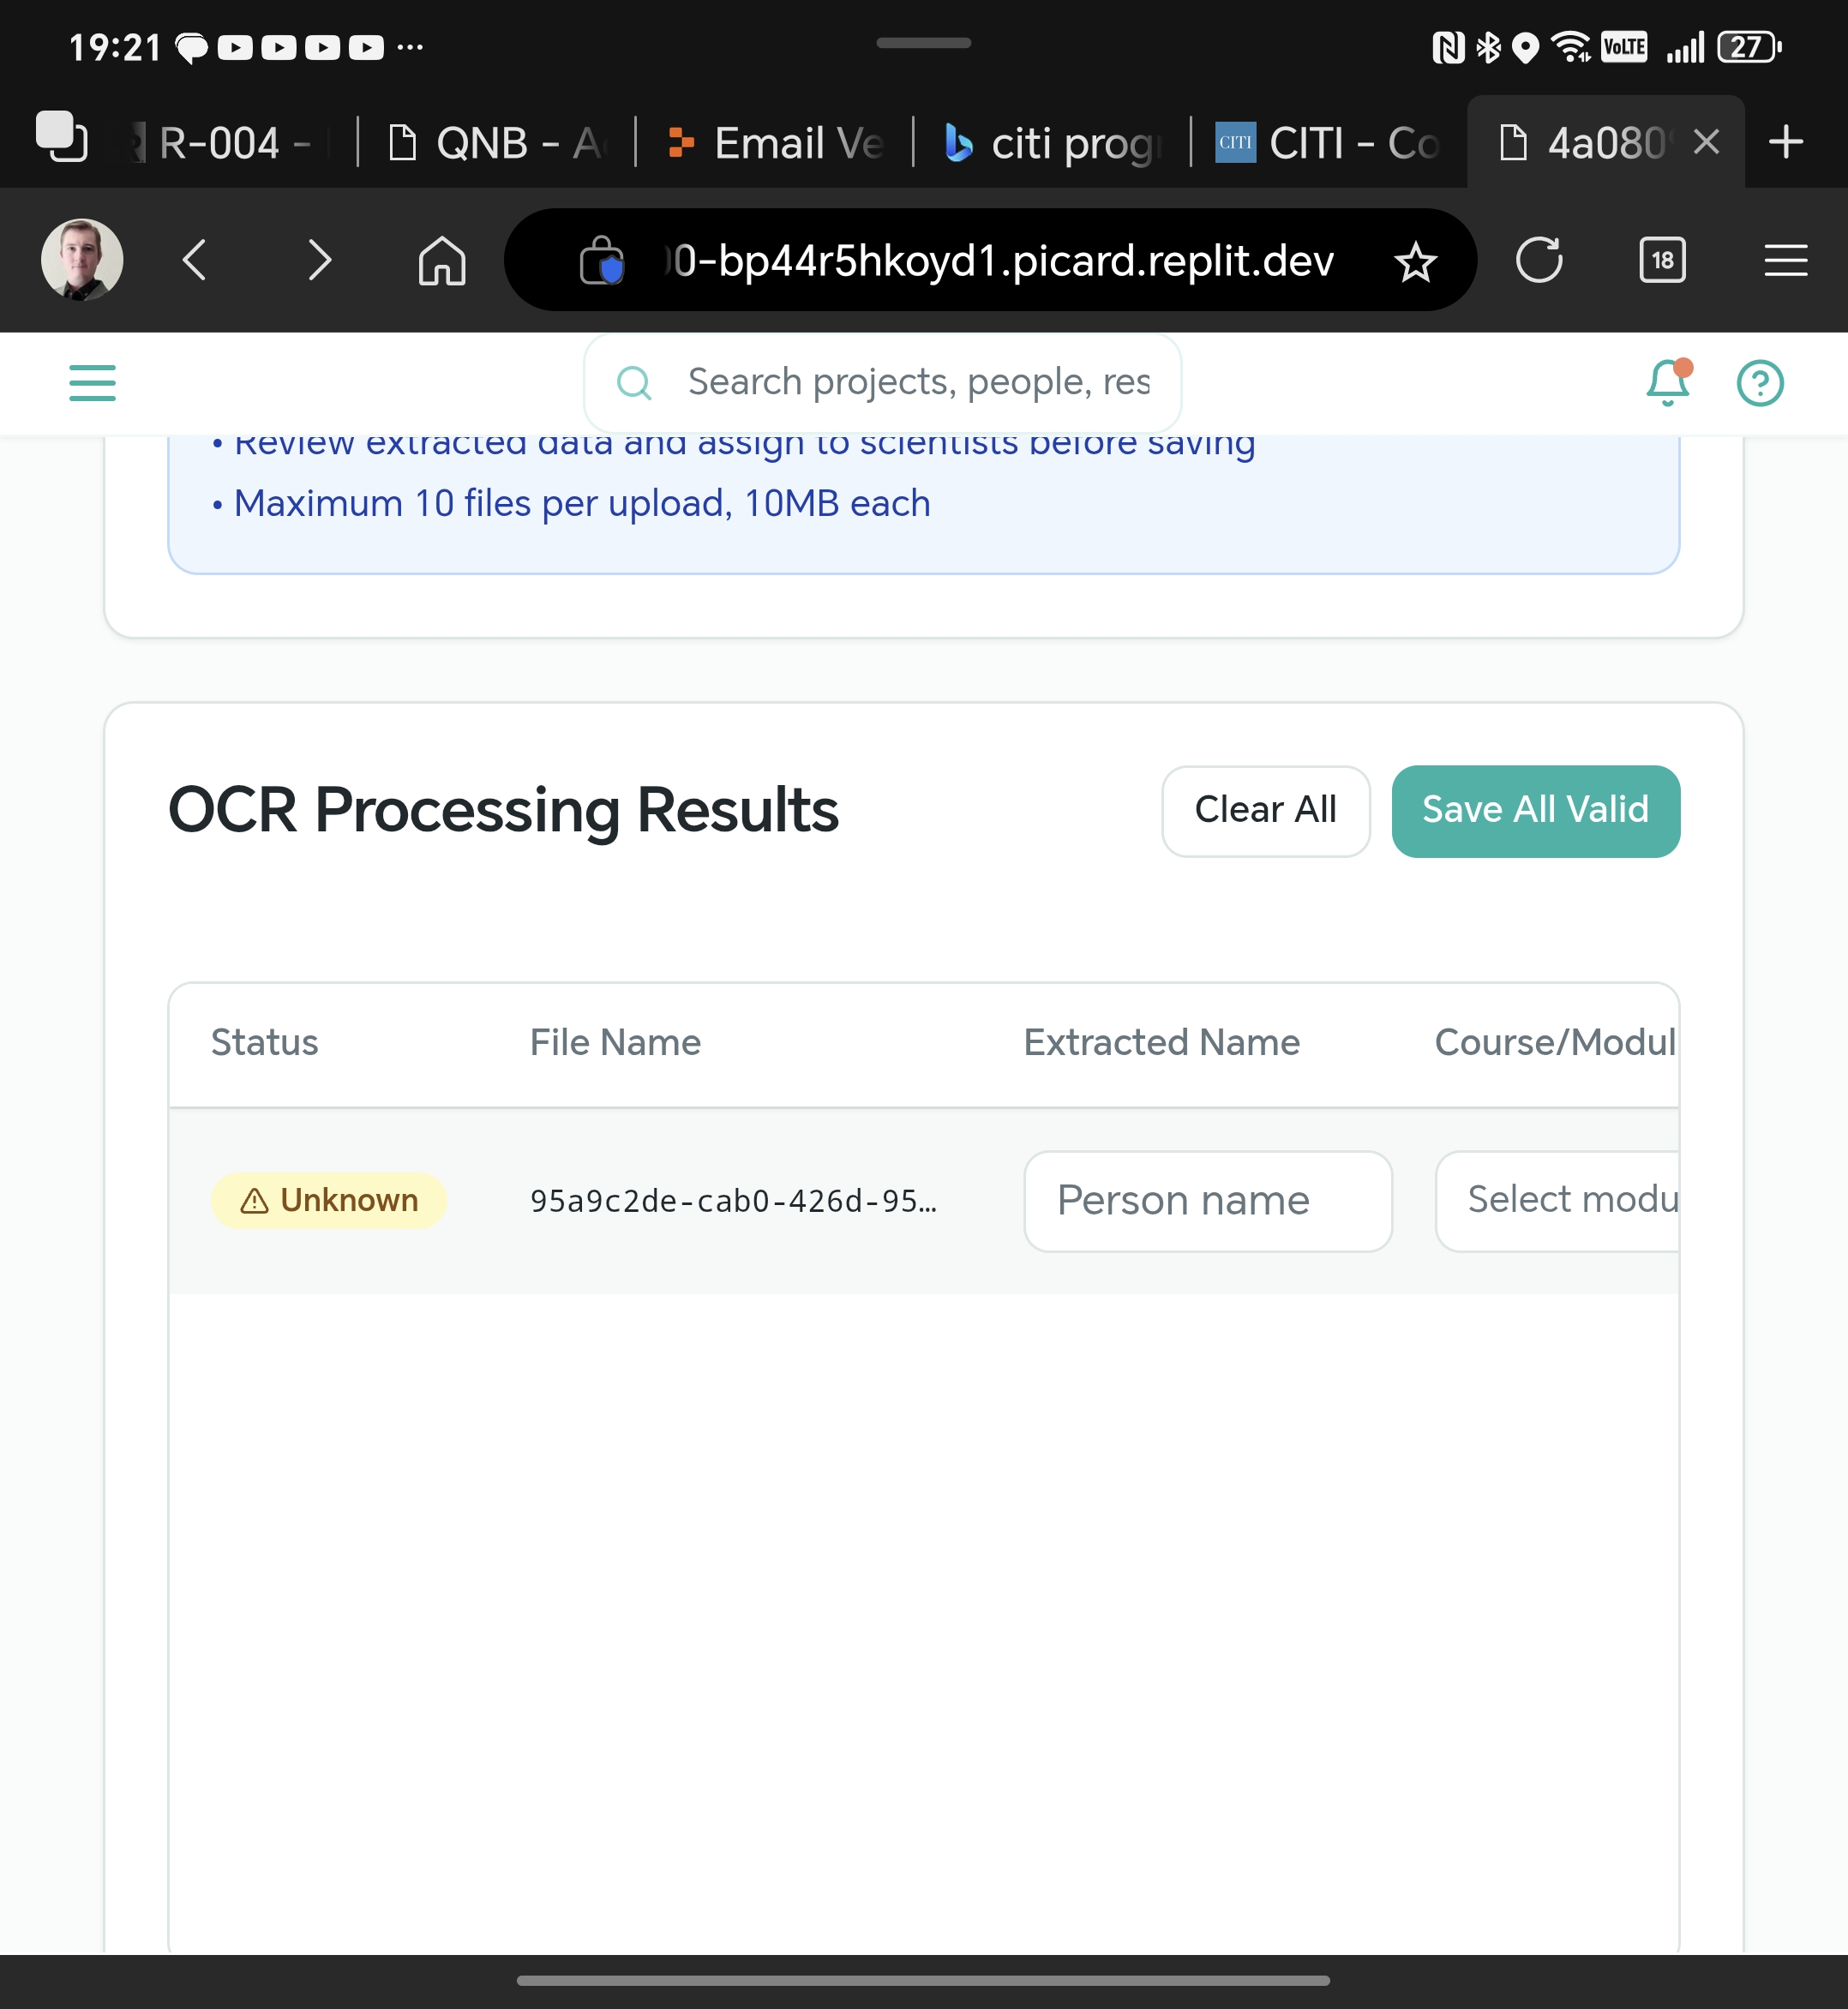 19:21 ... VoLTE 27
R-004 - QNB - A Email Ve citi prog CITI CITI - Co 4a080
0-bp44r5hkoyd1.picard.replit.dev 18
Search projects, people, res
• Review extracted data and assign to scientists before saving
• Maximum 10 files per upload, 10MB each
OCR Processing Results Clear All Save All Valid
Status File Name Extracted Name Course/Modul
Unknown 95a9c2de-cab0-426d-95… Person name Select modu